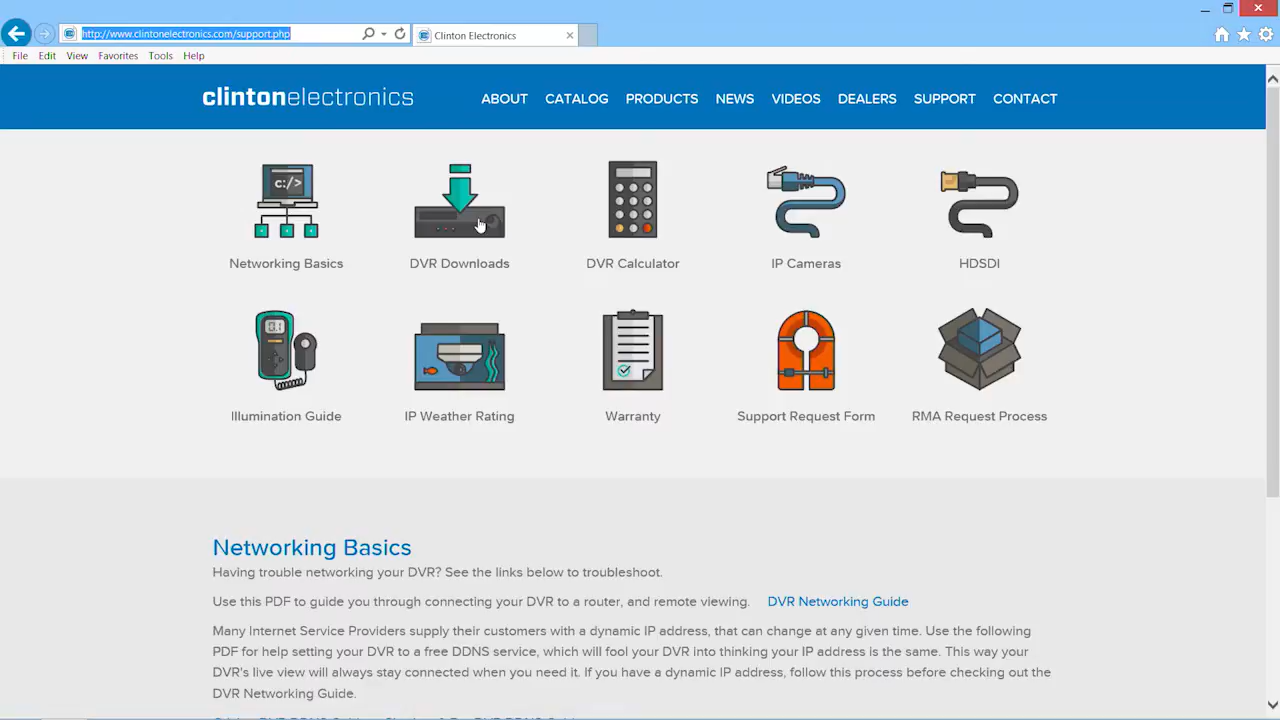 http://www.clintonelectronics.com/support.php
Clinton Electronics
File Edit View Favorites Tools Help
clintonelectronics
ABOUT CATALOG PRODUCTS NEWS VIDEOS DEALERS SUPPORT CONTACT
c:/>
Networking Basics
DVR Downloads
DVR Calculator
IP Cameras
HDSDI
0.1
Illumination Guide
IP Weather Rating
Warranty
Support Request Form
RMA Request Process
Networking Basics
Having trouble networking your DVR? See the links below to troubleshoot.
Use this PDF to guide you through connecting your DVR to a router, and remote viewing. DVR Networking Guide
Many Internet Service Providers supply their customers with a dynamic IP address, that can change at any given time. Use the following
PDF for help setting your DVR to a free DDNS service, which will fool your DVR into thinking your IP address is the same. This way your
DVR's live view will always stay connected when you need it. If you have a dynamic IP address, follow this process before checking out the
DVR Networking Guide.